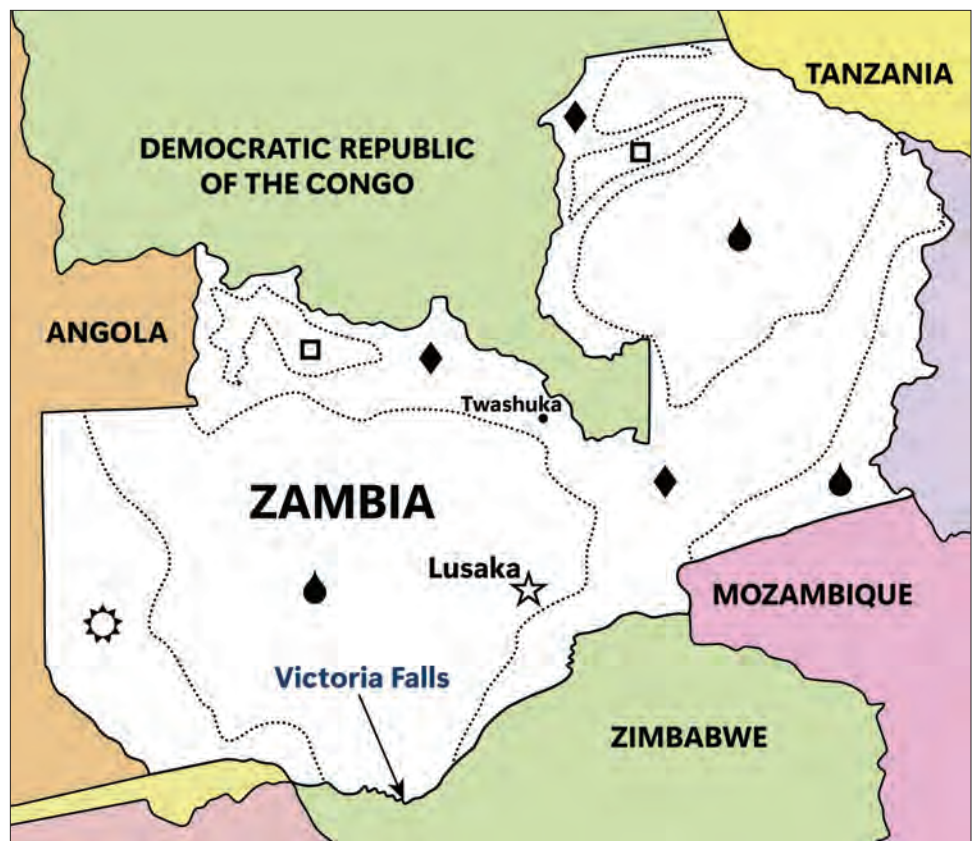 TANZANIA
DEMOCRATIC REPUBLIC
OF THE CONGO
ANGOLA
Twashuka
ZAMBIA
Lusaka
MOZAMBIQUE
Victoria Falls
ZIMBABWE